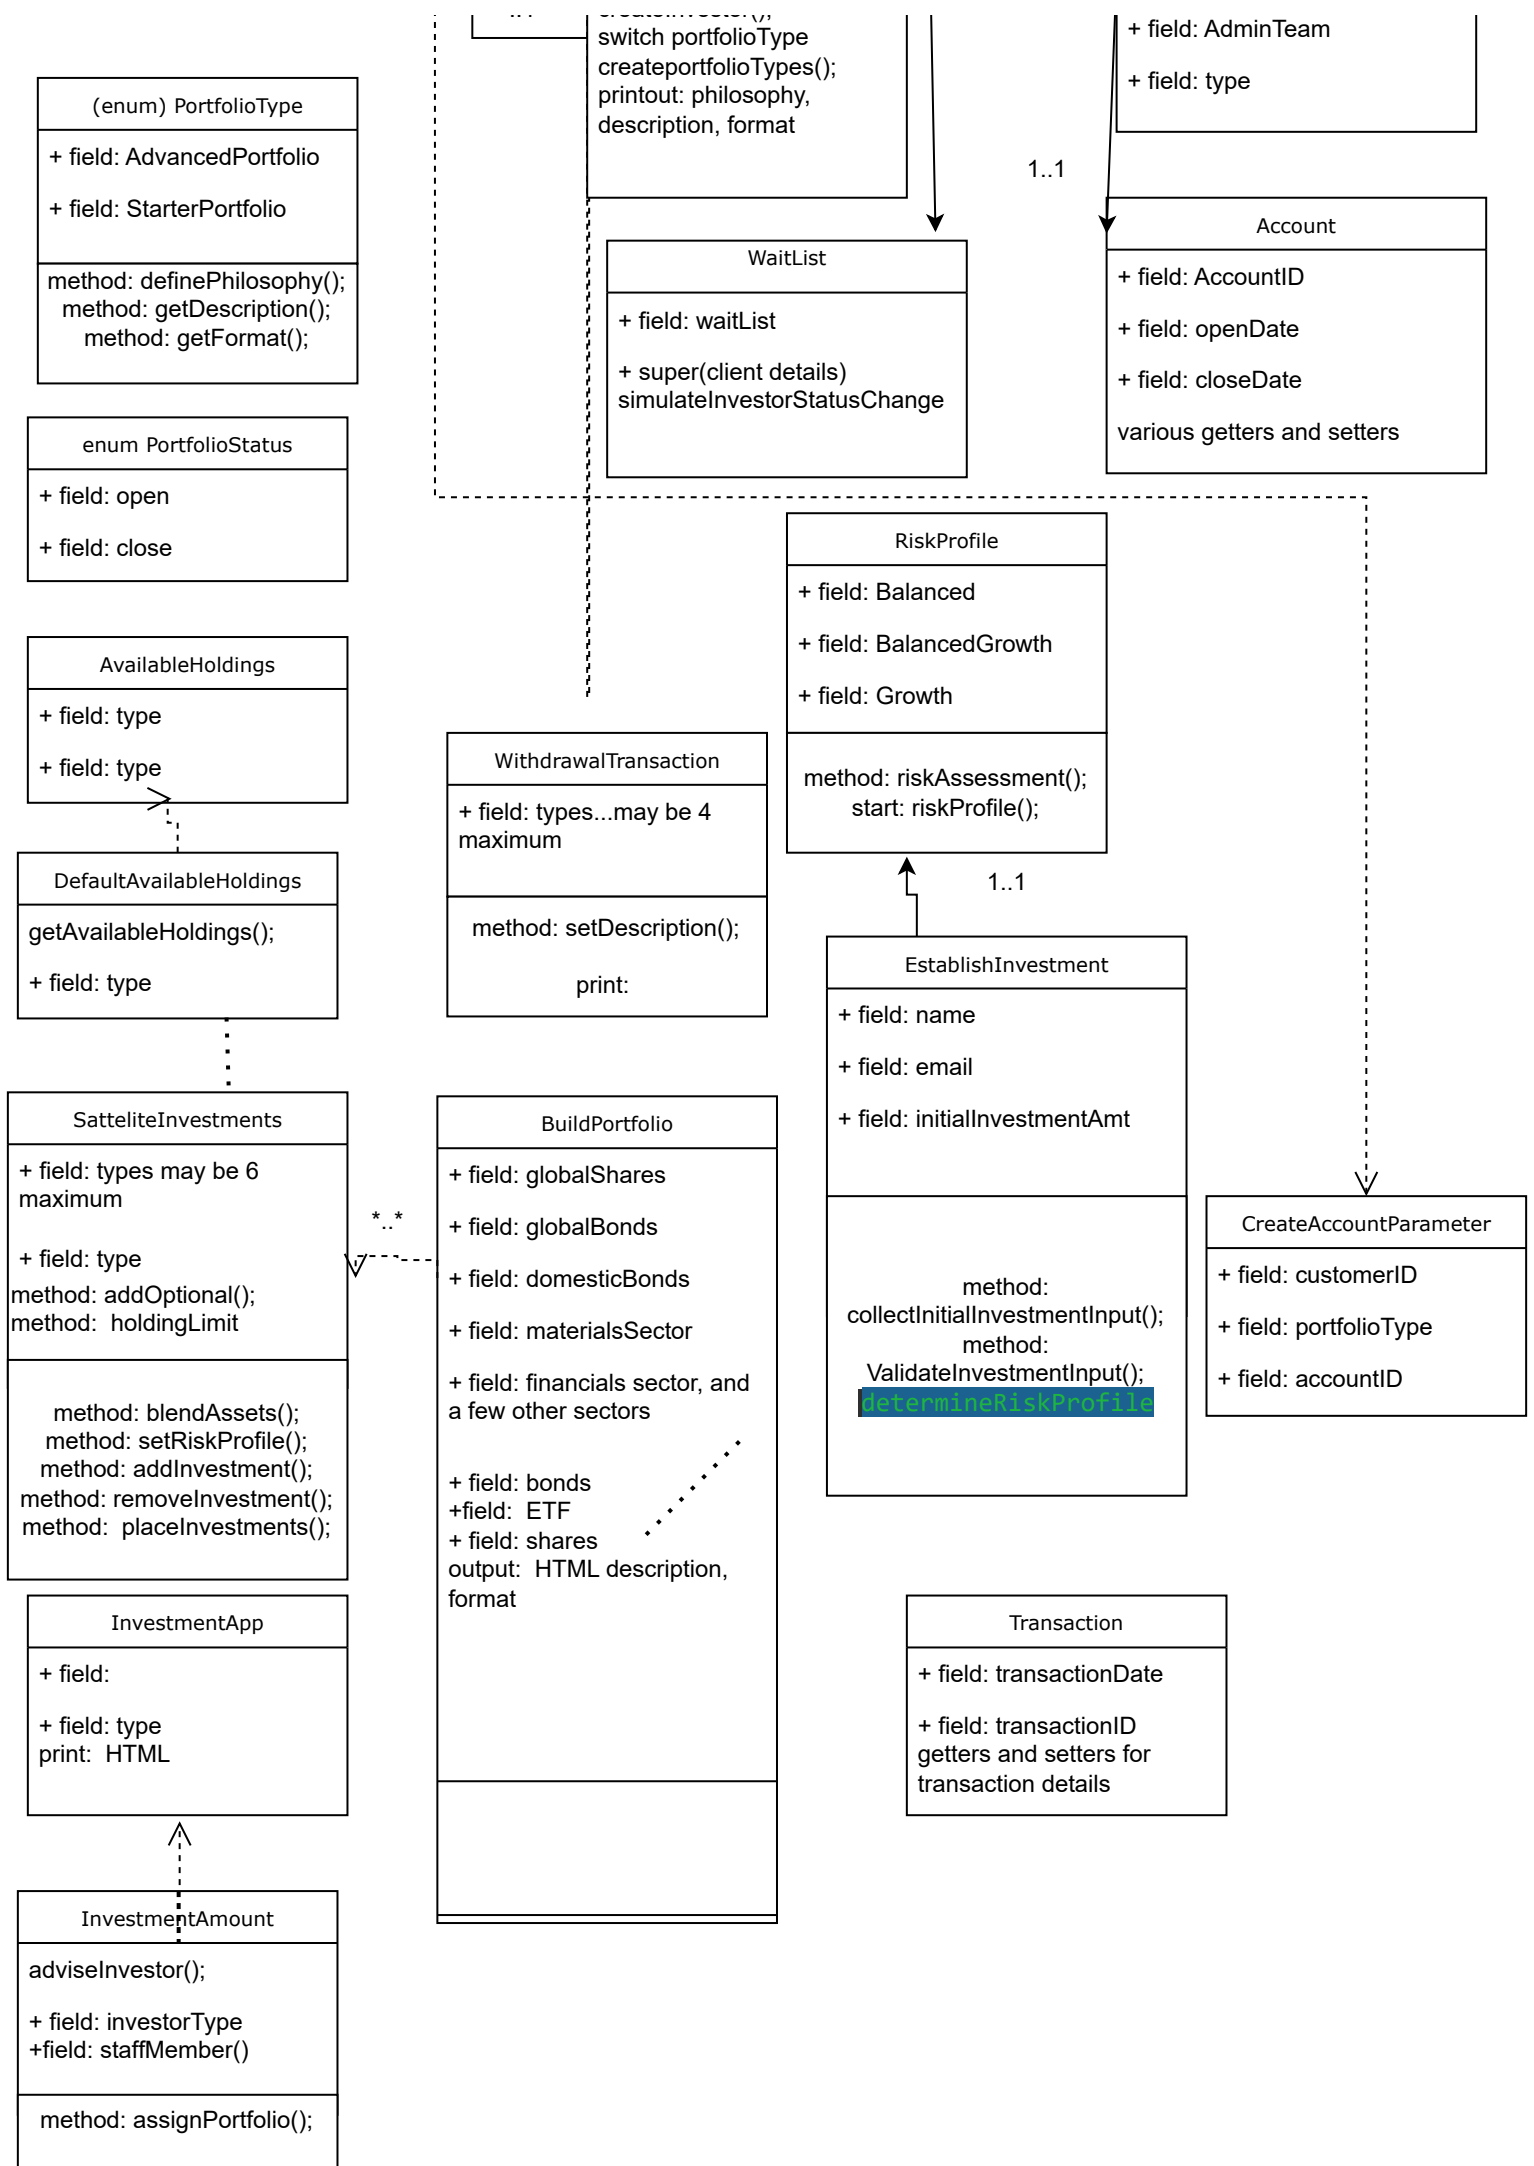 switch portfolioType
createportfolioTypes();
printout: philosophy,
description, format
+ field: AdminTeam
+ field: type
(enum) PortfolioType
+ field: AdvancedPortfolio
+ field: StarterPortfolio
method: definePhilosophy();
method: getDescription();
method: getFormat();
1..1
WaitList
+ field: waitList
+ super(client details)
simulateInvestorStatusChange
Account
+ field: AccountID
+ field: openDate
+ field: closeDate
various getters and setters
enum PortfolioStatus
+ field: open
+ field: close
RiskProfile
+ field: Balanced
+ field: BalancedGrowth
+ field: Growth
method: riskAssessment();
start: riskProfile();
1..1
AvailableHoldings
+ field: type
+ field: type
WithdrawalTransaction
+ field: types...may be 4
maximum
method: setDescription();
print:
DefaultAvailableHoldings
getAvailableHoldings();
+ field: type
EstablishInvestment
+ field: name
+ field: email
+ field: initialInvestmentAmt
method:
collectInitialInvestmentInput();
method:
ValidateInvestmentInput();
determineRiskProfile
SatteliteInvestments
+ field: types may be 6
maximum
+ field: type
method: addOptional();
method:  holdingLimit
method: blendAssets();
method: setRiskProfile();
method: addInvestment();
method: removeInvestment();
method:  placeInvestments();
*..*
BuildPortfolio
+ field: globalShares
+ field: globalBonds
+ field: domesticBonds
+ field: materialsSector
+ field: financials sector, and
a few other sectors
+ field: bonds
+field:  ETF
+ field: shares
output:  HTML description,
format
CreateAccountParameter
+ field: customerID
+ field: portfolioType
+ field: accountID
InvestmentApp
+ field:
+ field: type
print:  HTML
Transaction
+ field: transactionDate
+ field: transactionID
getters and setters for
transaction details
InvestmentAmount
adviseInvestor();
+ field: investorType
+field: staffMember()
method: assignPortfolio();